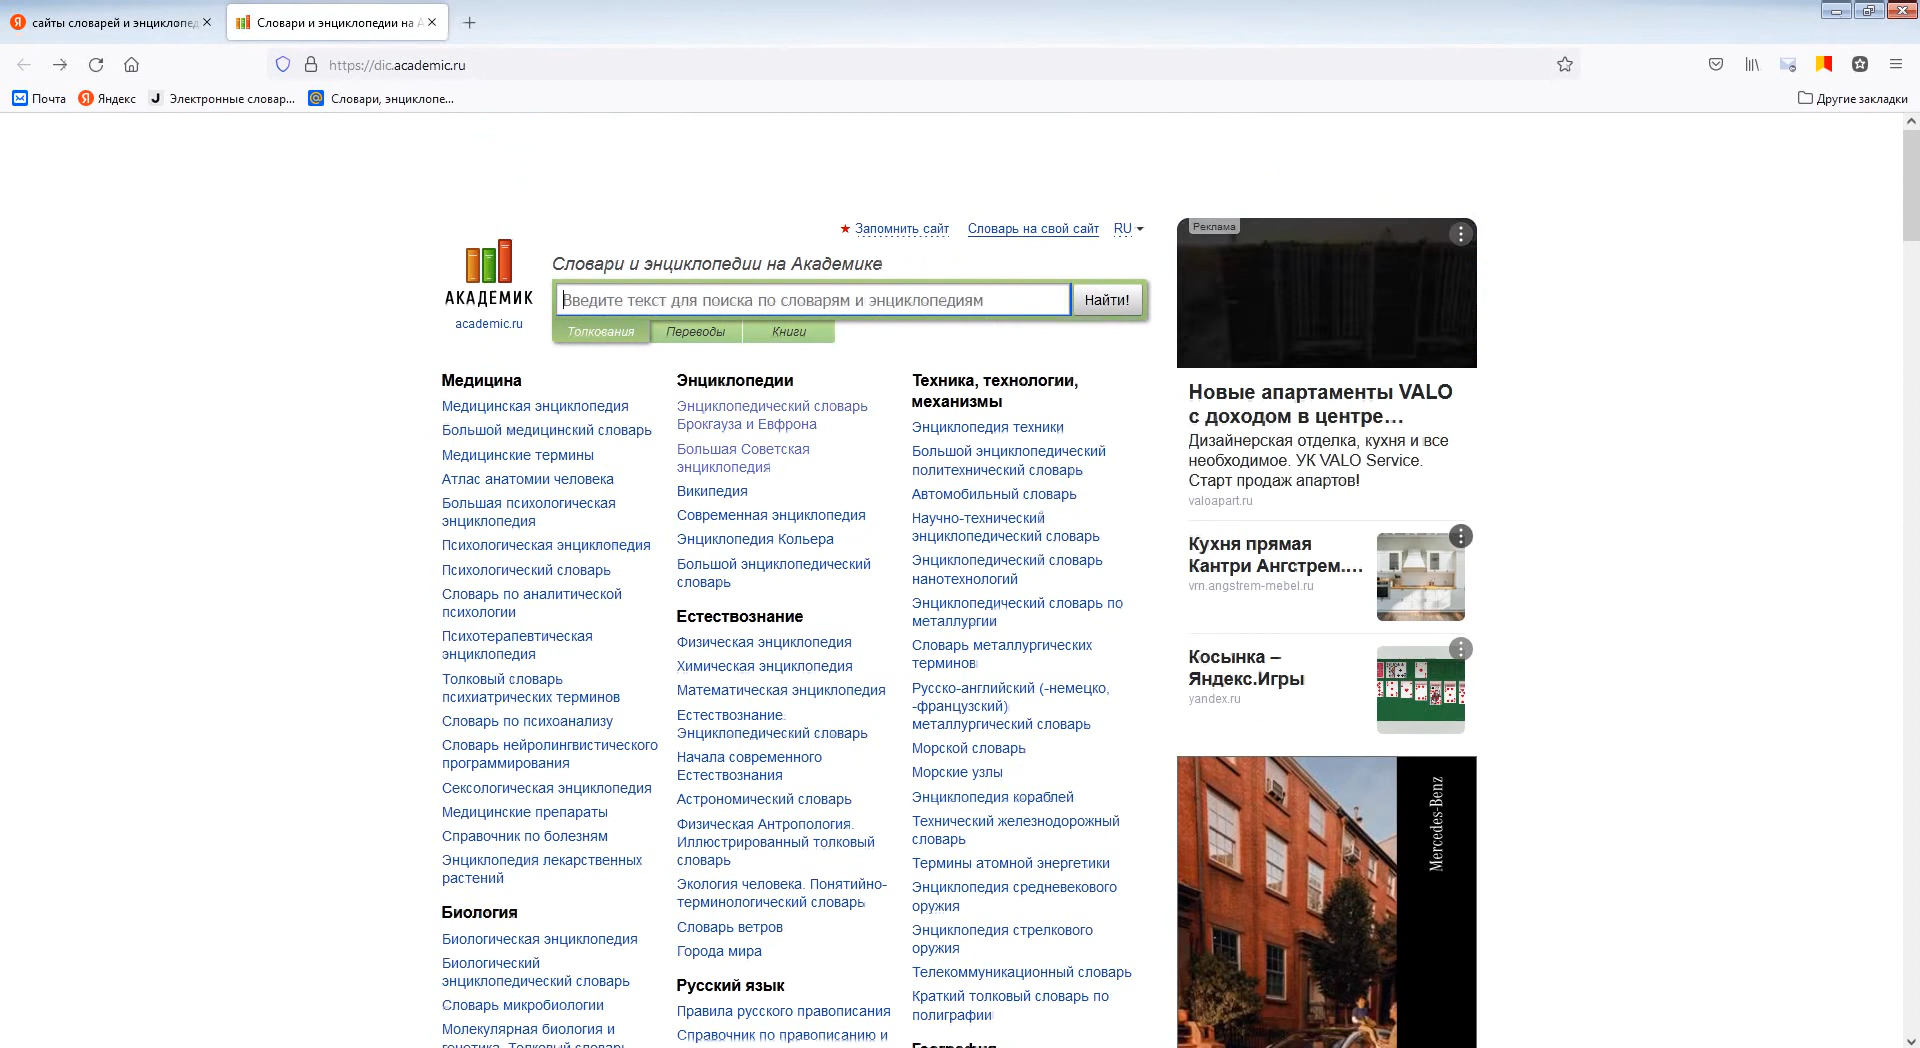 сайты словарей и энциклопед
Словари и энциклопедии на А
https://dic.academic.ru
Почта
Яндекс
Электронные словар...
Словари, энциклопе...
Другие закладки
Запомнить сайт
Словарь на свой сайт
RU
АКАДЕМИК
academic.ru
Словари и энциклопедии на Академике
Введите текст для поиска по словарям и энциклопедиям
Найти!
Толкования
Переводы
Книги
Медицина
Медицинская энциклопедия
Большой медицинский словарь
Медицинские термины
Атлас анатомии человека
Большая психологическая
энциклопедия
Психологическая энциклопедия
Психологический словарь
Словарь по аналитической
психологии
Психотерапевтическая
энциклопедия
Толковый словарь
психиатрических терминов
Словарь по психоанализу
Словарь нейролингвистического
программирования
Сексологическая энциклопедия
Медицинские препараты
Справочник по болезням
Энциклопедия лекарственных
растений
Биология
Биологическая энциклопедия
Биологический
энциклопедический словарь
Словарь микробиологии
Молекулярная биология и
генетика. Толковый словарь
Энциклопедии
Энциклопедический словарь
Брокгауза и Евфрона
Большая Советская
энциклопедия
Википедия
Современная энциклопедия
Энциклопедия Кольера
Большой энциклопедический
словарь
Естествознание
Физическая энциклопедия
Химическая энциклопедия
Математическая энциклопедия
Естествознание.
Энциклопедический словарь
Начала современного
Естествознания
Астрономический словарь
Физическая Антропология.
Иллюстрированный толковый
словарь
Экология человека. Понятийно-
терминологический словарь
Словарь ветров
Города мира
Русский язык
Правила русского правописания
Справочник по правописанию и
Техника, технологии,
механизмы
Энциклопедия техники
Большой энциклопедический
политехнический словарь
Автомобильный словарь
Научно-технический
энциклопедический словарь
Энциклопедический словарь
нанотехнологий
Энциклопедический словарь по
металлургии
Словарь металлургических
терминов
Русско-английский (-немецко,
-французский)
металлургический словарь
Морской словарь
Морские узлы
Энциклопедия кораблей
Технический железнодорожный
словарь
Термины атомной энергетики
Энциклопедия средневекового
оружия
Энциклопедия стрелкового
оружия
Телекоммуникационный словарь
Краткий толковый словарь по
полиграфии
География
Реклама
Новые апартаменты VALO
с доходом в центре…
Дизайнерская отделка, кухня и все
необходимое. УК VALO Service.
Старт продаж апартов!
valoapart.ru
Кухня прямая
Кантри Ангстрем.…
vrn.angstrem-mebel.ru
Косынка –
Яндекс.Игры
yandex.ru
Mercedes-Benz